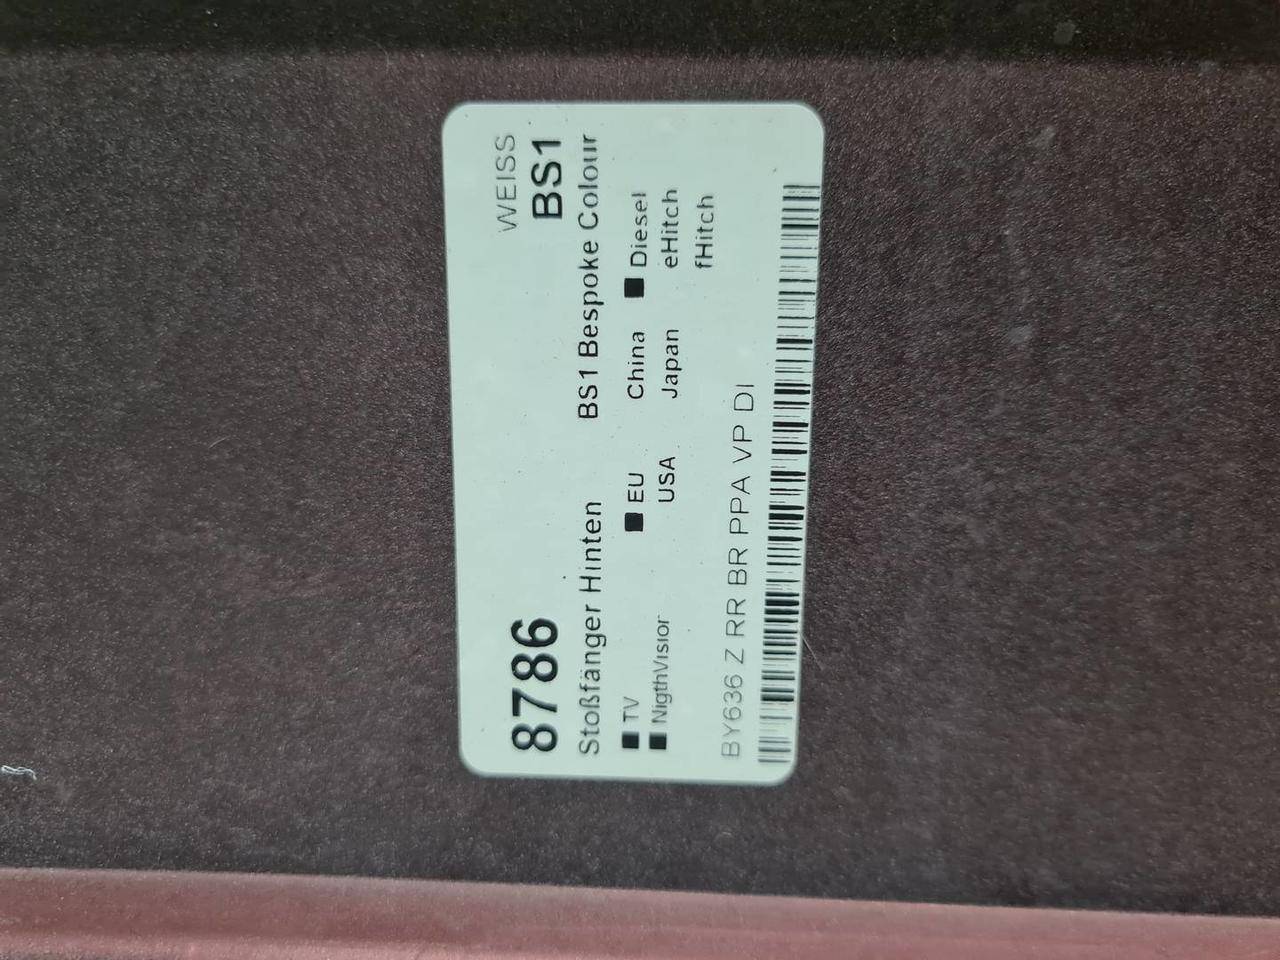 WEISS
8786 BS1
Stoßfänger Hinten BS1 Bespoke Colour
■ TV ■ EU China ■ Diesel
■ NigthVision USA Japan eHitch
fHitch
BY636 Z RR BR PPA VP DI